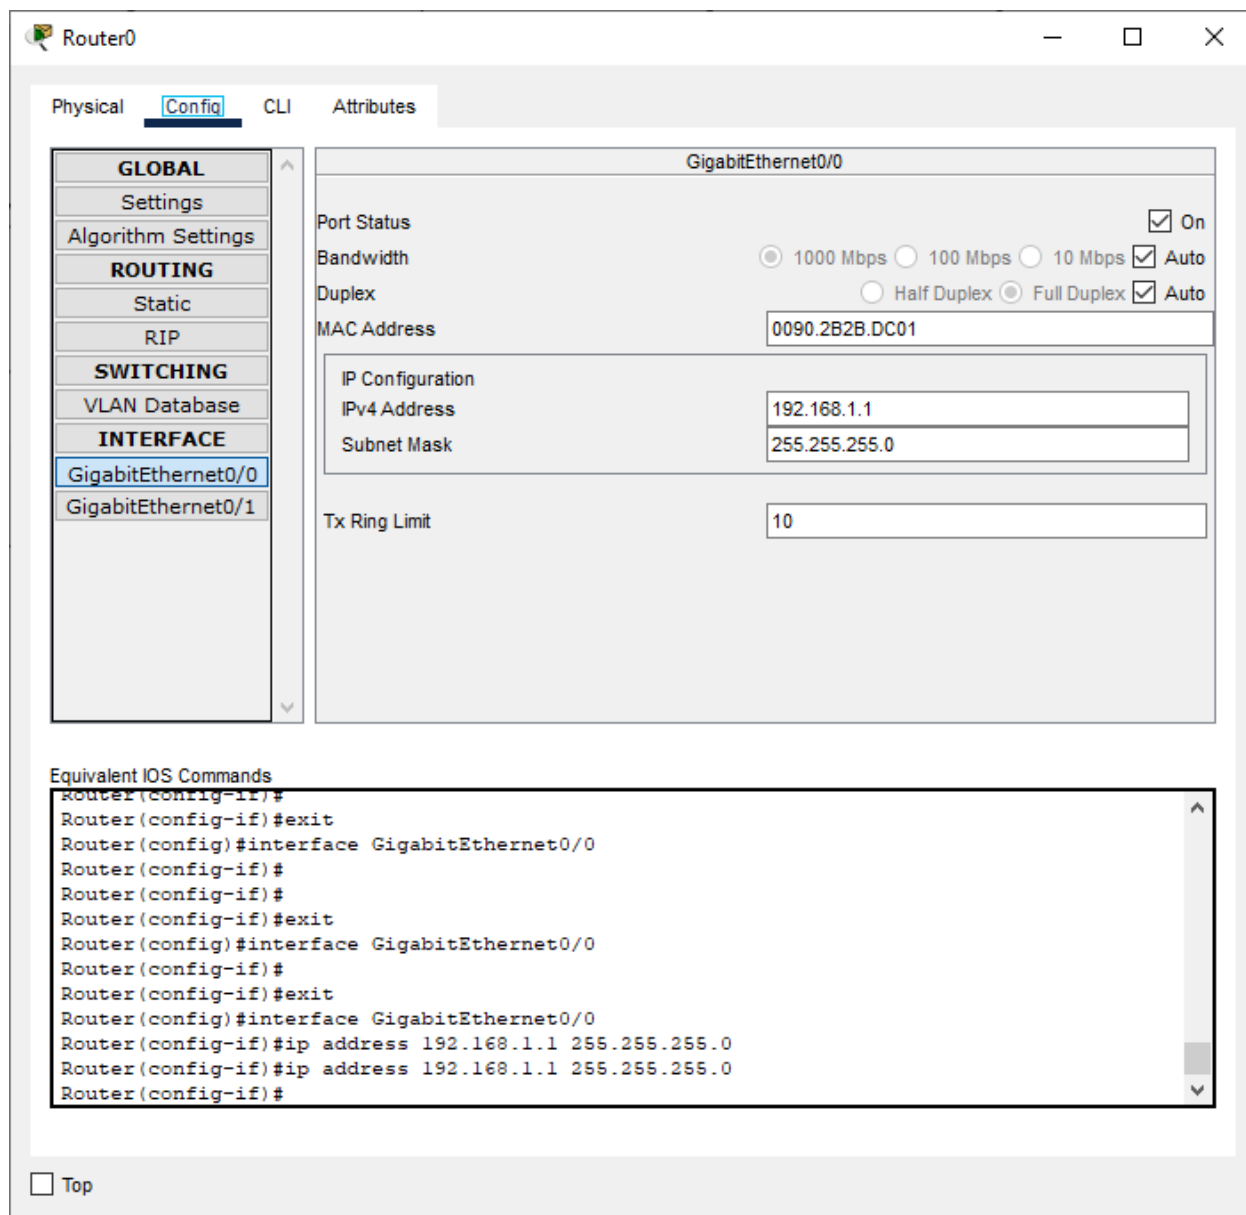 Router0
Physical Config CLI Attributes
GLOBAL
Settings
Algorithm Settings
ROUTING
Static
RIP
SWITCHING
VLAN Database
INTERFACE
GigabitEthernet0/0
GigabitEthernet0/1
GigabitEthernet0/0
Port Status On
Bandwidth 1000 Mbps 100 Mbps 10 Mbps Auto
Duplex Half Duplex Full Duplex Auto
MAC Address 0090.2B2B.DC01
IP Configuration
IPv4 Address 192.168.1.1
Subnet Mask 255.255.255.0
Tx Ring Limit 10
Equivalent IOS Commands
Router(config-if)#
Router(config-if)#exit
Router(config)#interface GigabitEthernet0/0
Router(config-if)#
Router(config-if)#
Router(config-if)#exit
Router(config)#interface GigabitEthernet0/0
Router(config-if)#
Router(config-if)#exit
Router(config)#interface GigabitEthernet0/0
Router(config-if)#ip address 192.168.1.1 255.255.255.0
Router(config-if)#ip address 192.168.1.1 255.255.255.0
Router(config-if)#
Top